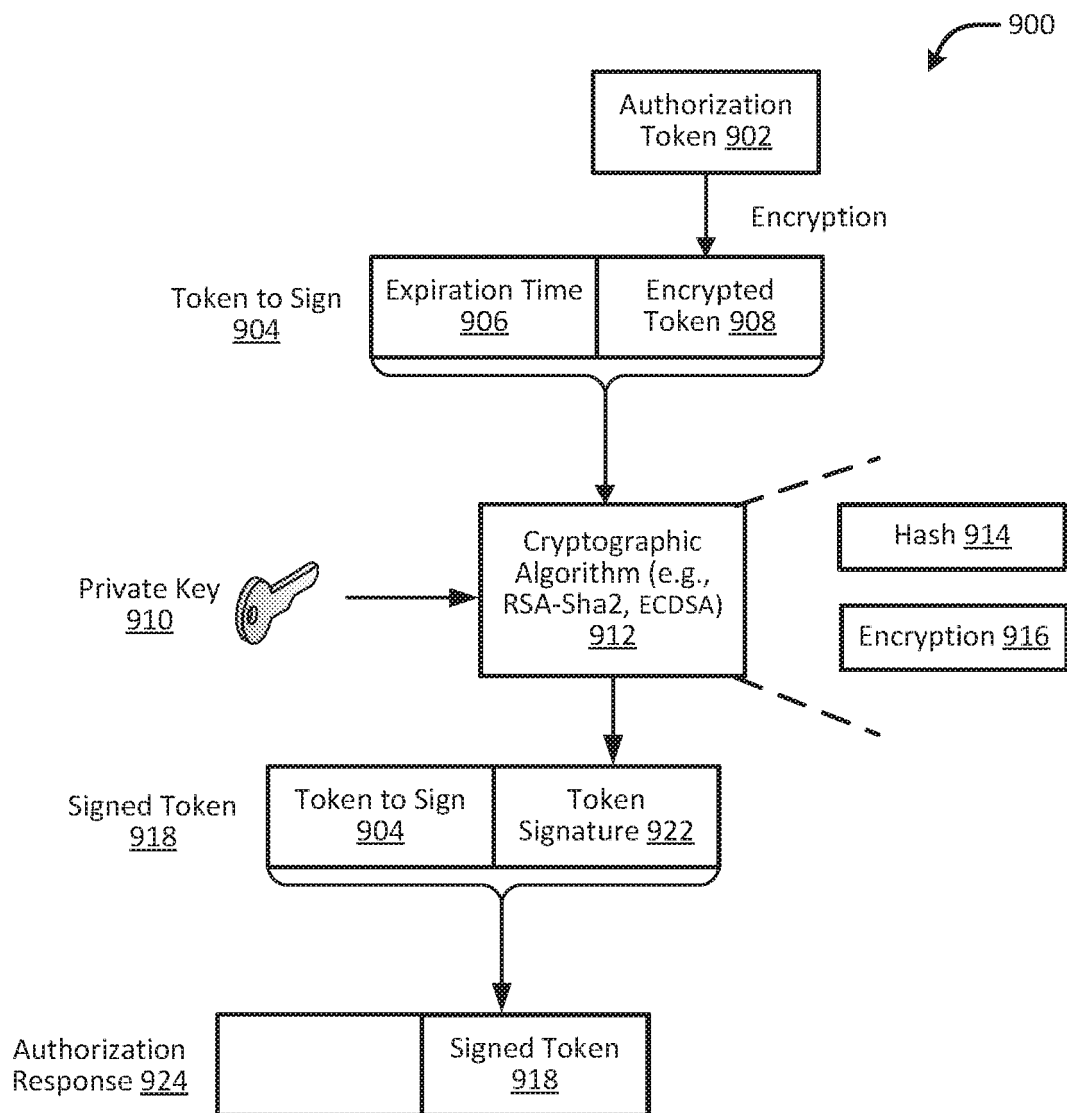 900
Authorization
Token 902
Encryption
Token to Sign
904
Expiration Time
906
Encrypted
Token 908
Private Key
910
Cryptographic
Algorithm (e.g.,
RSA-Sha2, ECDSA)
912
Hash 914
Encryption 916
Signed Token
918
Token to Sign
904
Token
Signature 922
Authorization
Response 924
Signed Token
918